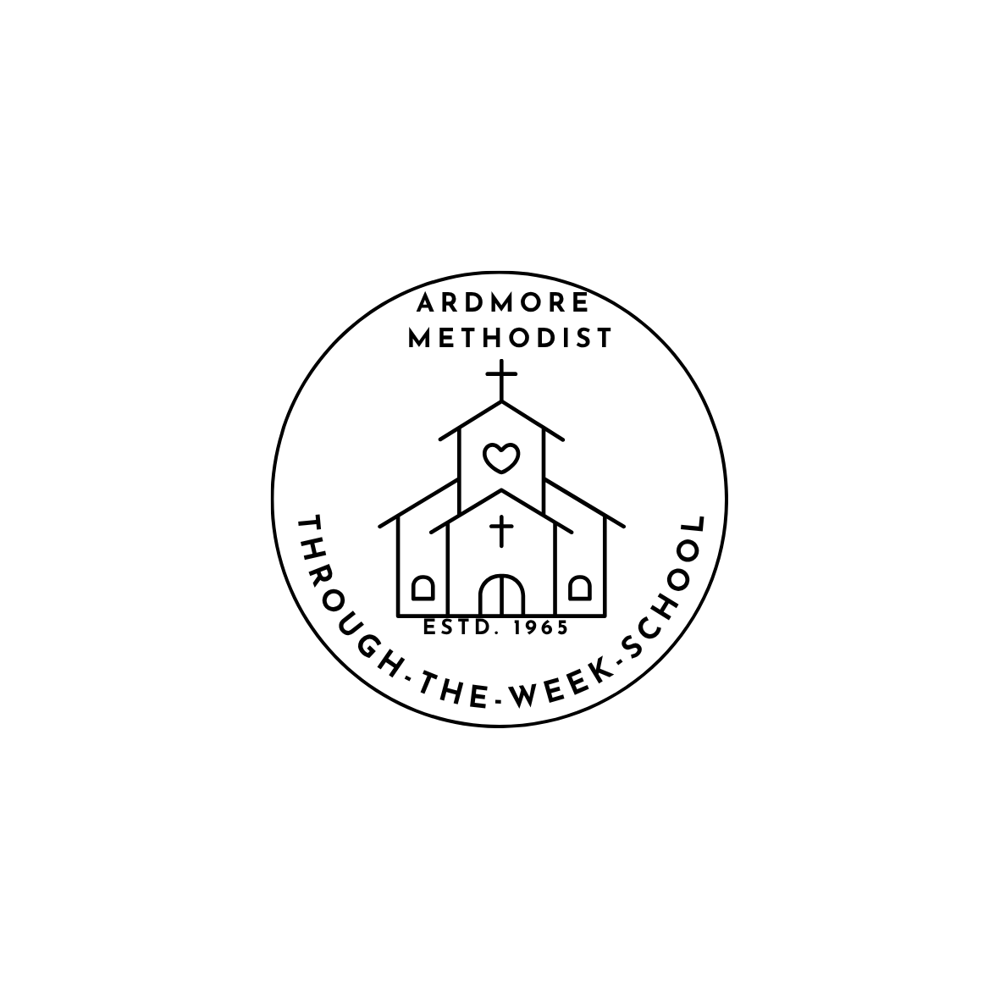 ARDMORE
METHODIST
ESTD. 1965
THROUGH-THE-WEEK-SCHOOL